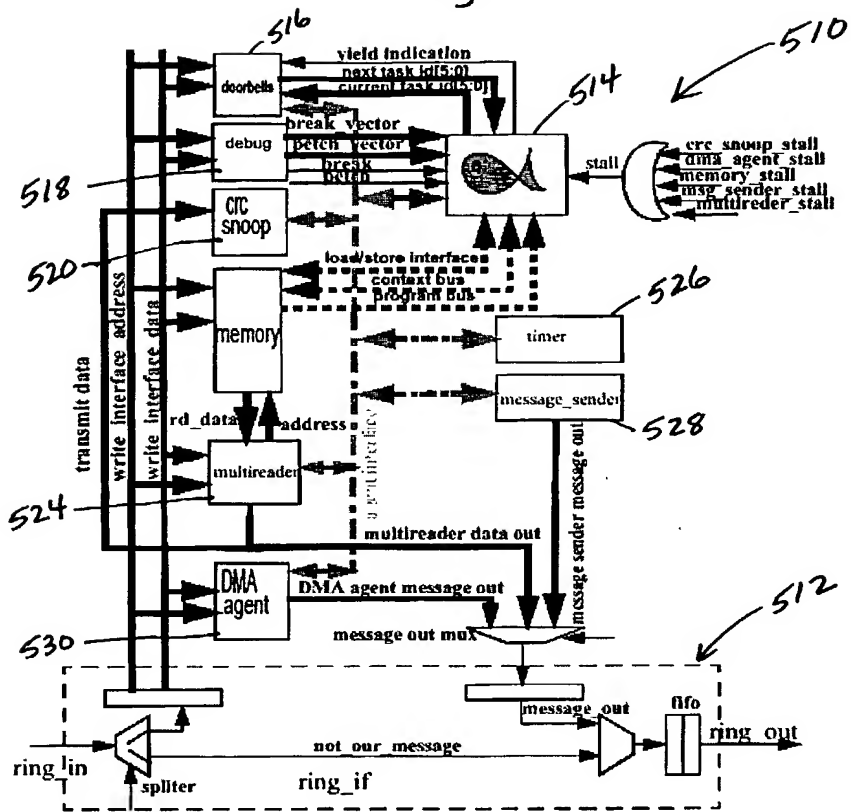 516
510
yield indication
next task id[5:0]
current task id[5:0]
514
doorbells
break_vector
petch_vector
break
petch
debug
518
stall
crc_snoop_stall
dma_agent_stall
memory_stall
msg_sender_stall
multireder_stall
crc
snoop
520
load/store interface
context bus
program bus
526
memory
timer
transmit data
write interface address
write interface data
message_sender
528
rd_data
address
multireader
524
multireader data out
message sender message out
DMA
agent
DMA agent message out
530
message out mux
512
message_out
fifo
ring_out
not_our_message
ring_in
spliter
ring_if